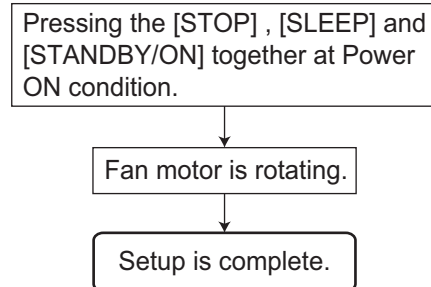 Pressing the [STOP] , [SLEEP] and
[STANDBY/ON] together at Power
ON condition.
Fan motor is rotating.
Setup is complete.